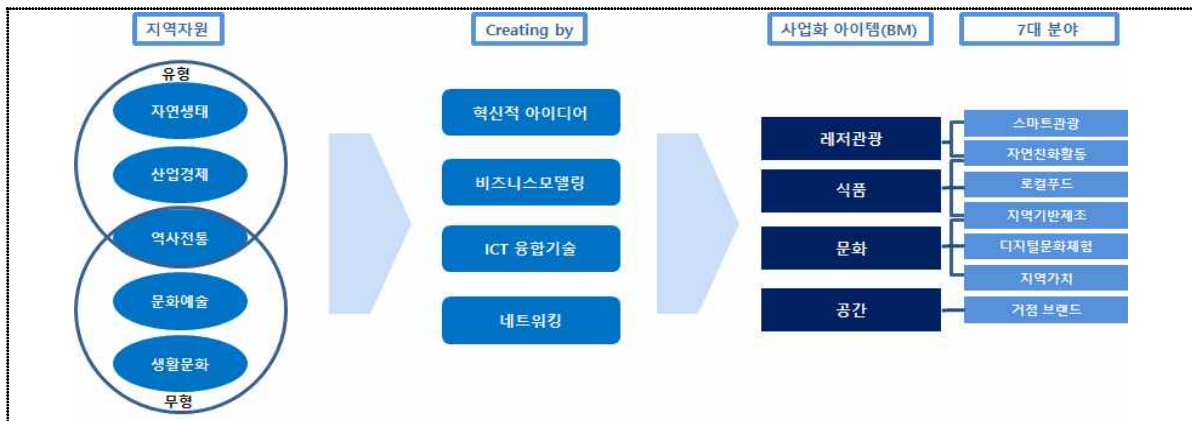 지역자원
Creating by
사업화 아이템(BM)
7대 분야
유형
자연생태
산업경제
역사전통
문화예술
생활문화
무형
혁신적 아이디어
비즈니스모델링
ICT 융합기술
네트워킹
레저관광
식품
문화
공간
스마트관광
자연친화활동
로컬푸드
지역기반제조
디지털문화체험
지역가치
거점 브랜드